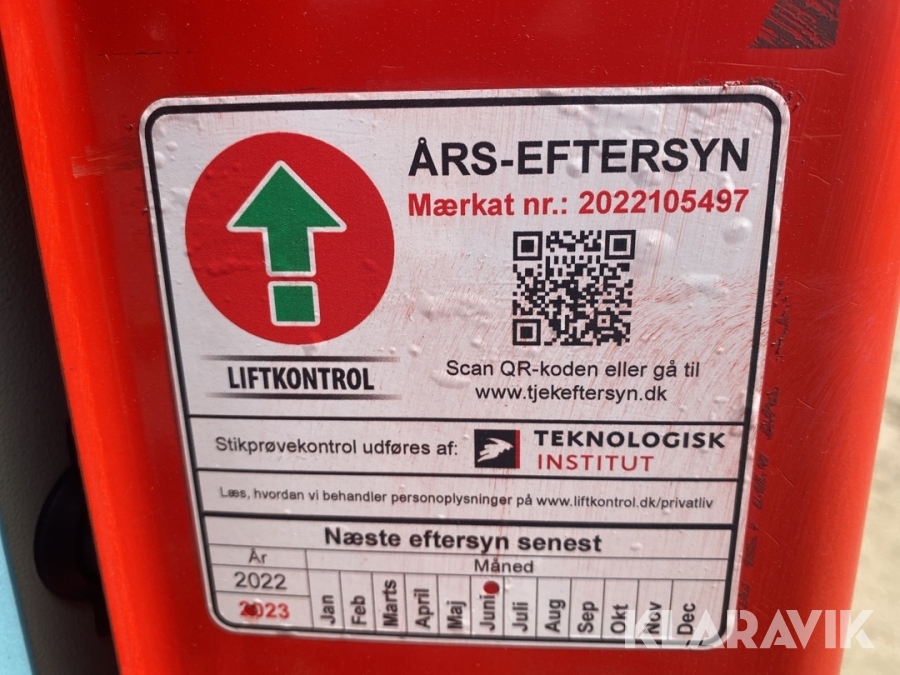 ÅRS-EFTERSYN
Mærkat nr.: 2022105497
LIFTKONTROL
Scan QR-koden eller gå til
www.tjekeftersyn.dk
Stikprøvekontrol udføres af: TEKNOLOGISK
INSTITUT
Læs, hvordan vi behandler personoplysninger på www.liftkontrol.dk/privatliv
Næste eftersyn senest
År Måned
2022
2023
Jan Feb Marts April Maj Juni Juli Aug Sep Okt Nov Dec
KLARAVIK